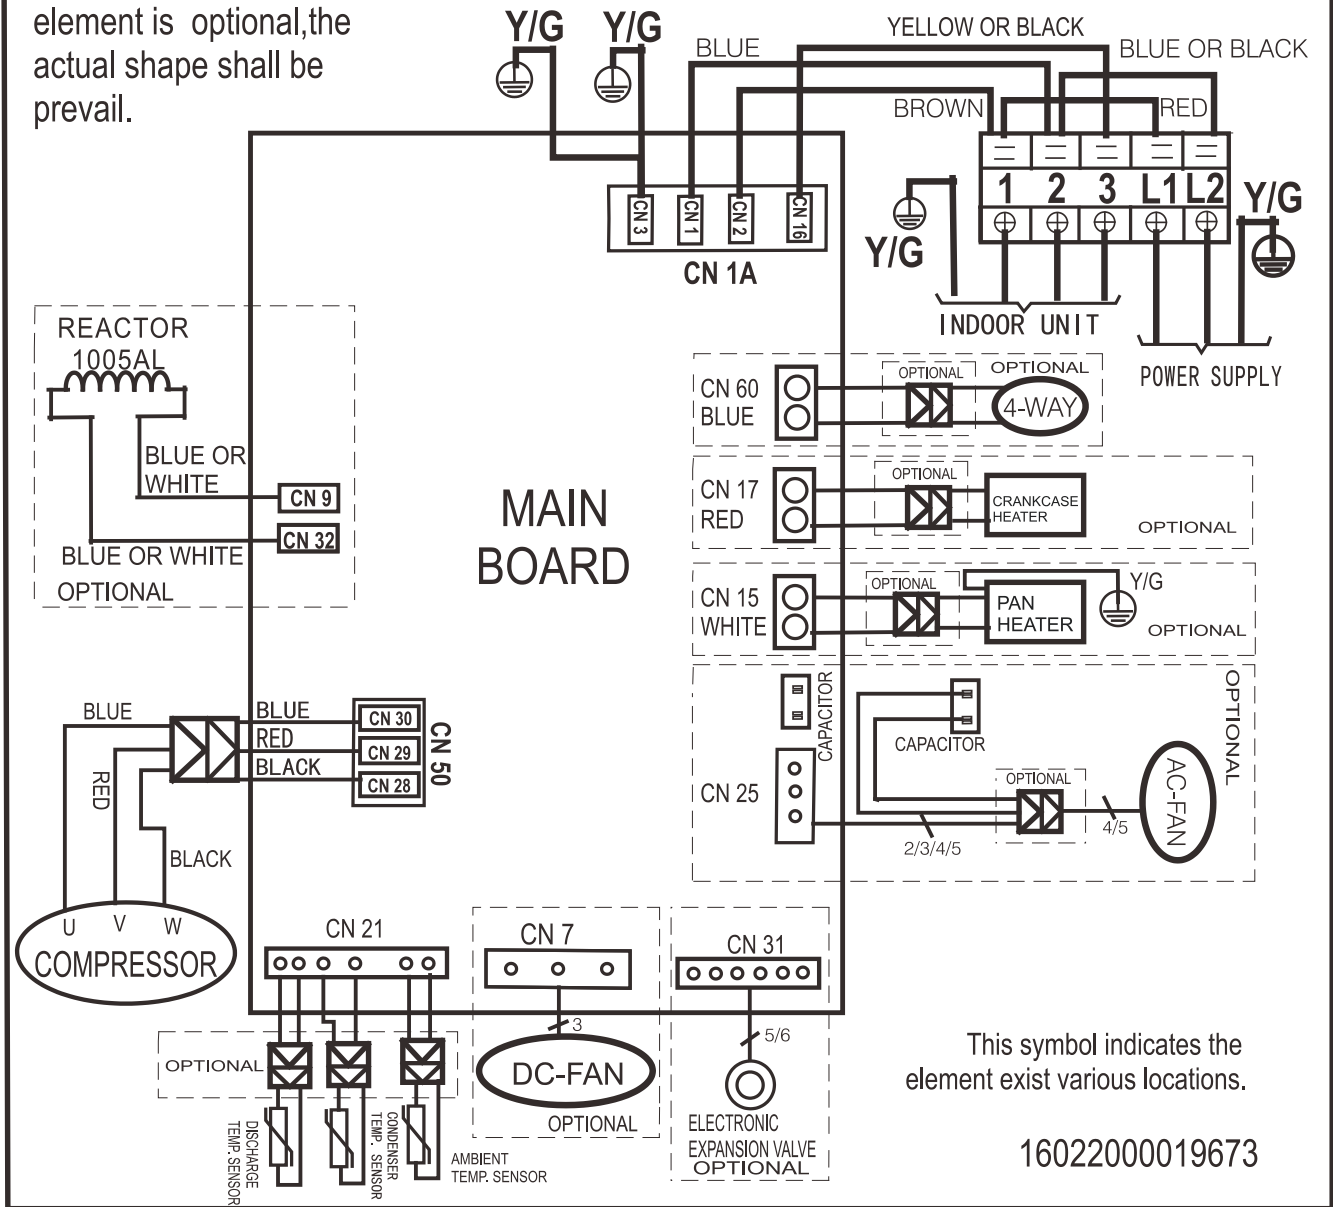 element is optional,the
actual shape shall be
prevail.
Y/G Y/G
BLUE
YELLOW OR BLACK
BLUE OR BLACK
BROWN
RED
1 2 3 L1 L2
Y/G
Y/G
CN 3
CN 1
CN 2
CN 16
CN 1A
INDOOR UNIT
POWER SUPPLY
REACTOR
1005AL
BLUE OR
WHITE
CN 9
CN 32
BLUE OR WHITE
OPTIONAL
MAIN
BOARD
CN 60
BLUE
OPTIONAL
OPTIONAL
4-WAY
CN 17
RED
OPTIONAL
CRANKCASE
HEATER
OPTIONAL
CN 15
WHITE
OPTIONAL
PAN
HEATER
Y/G
OPTIONAL
CAPACITOR
CN 25
CAPACITOR
OPTIONAL
OPTIONAL
AC-FAN
2/3/4/5
4/5
BLUE
RED
BLACK
BLUE
RED
BLACK
CN 30
CN 29
CN 28
CN 50
U V W
COMPRESSOR
CN 21
OPTIONAL
DISCHARGE
TEMP. SENSOR
CONDENSER
TEMP. SENSOR
AMBIENT
TEMP. SENSOR
CN 7
3
DC-FAN
OPTIONAL
CN 31
5/6
ELECTRONIC
EXPANSION VALVE
OPTIONAL
This symbol indicates the
element exist various locations.
16022000019673